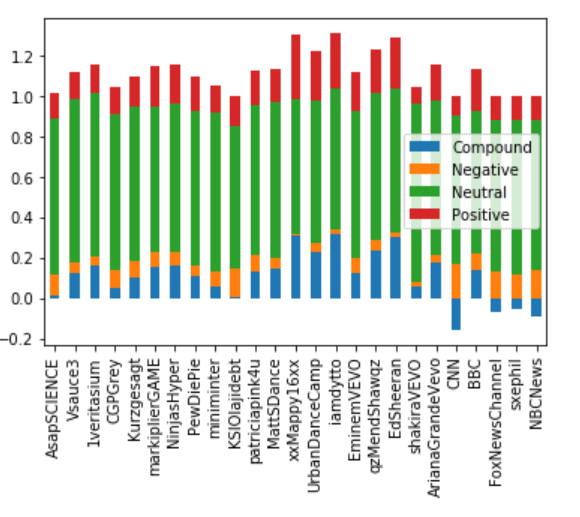 1.2
1.0
0.8
0.6
0.4
0.2
0.0
−0.2
Compound
Negative
Neutral
Positive
AsapSCIENCE
Vsauce3
1veritasium
CGPGrey
Kurzgesagt
markiplierGAME
NinjasHyper
PewDiePie
miniminter
KSIOlajidebt
patriciapink4u
MattSDance
xxMappy16xx
UrbanDanceCamp
iamdytto
EminemVEVO
qzMendShawqz
EdSheeran
shakiraVEVO
ArianaGrandeVevo
CNN
BBC
FoxNewsChannel
sxephil
NBCNews